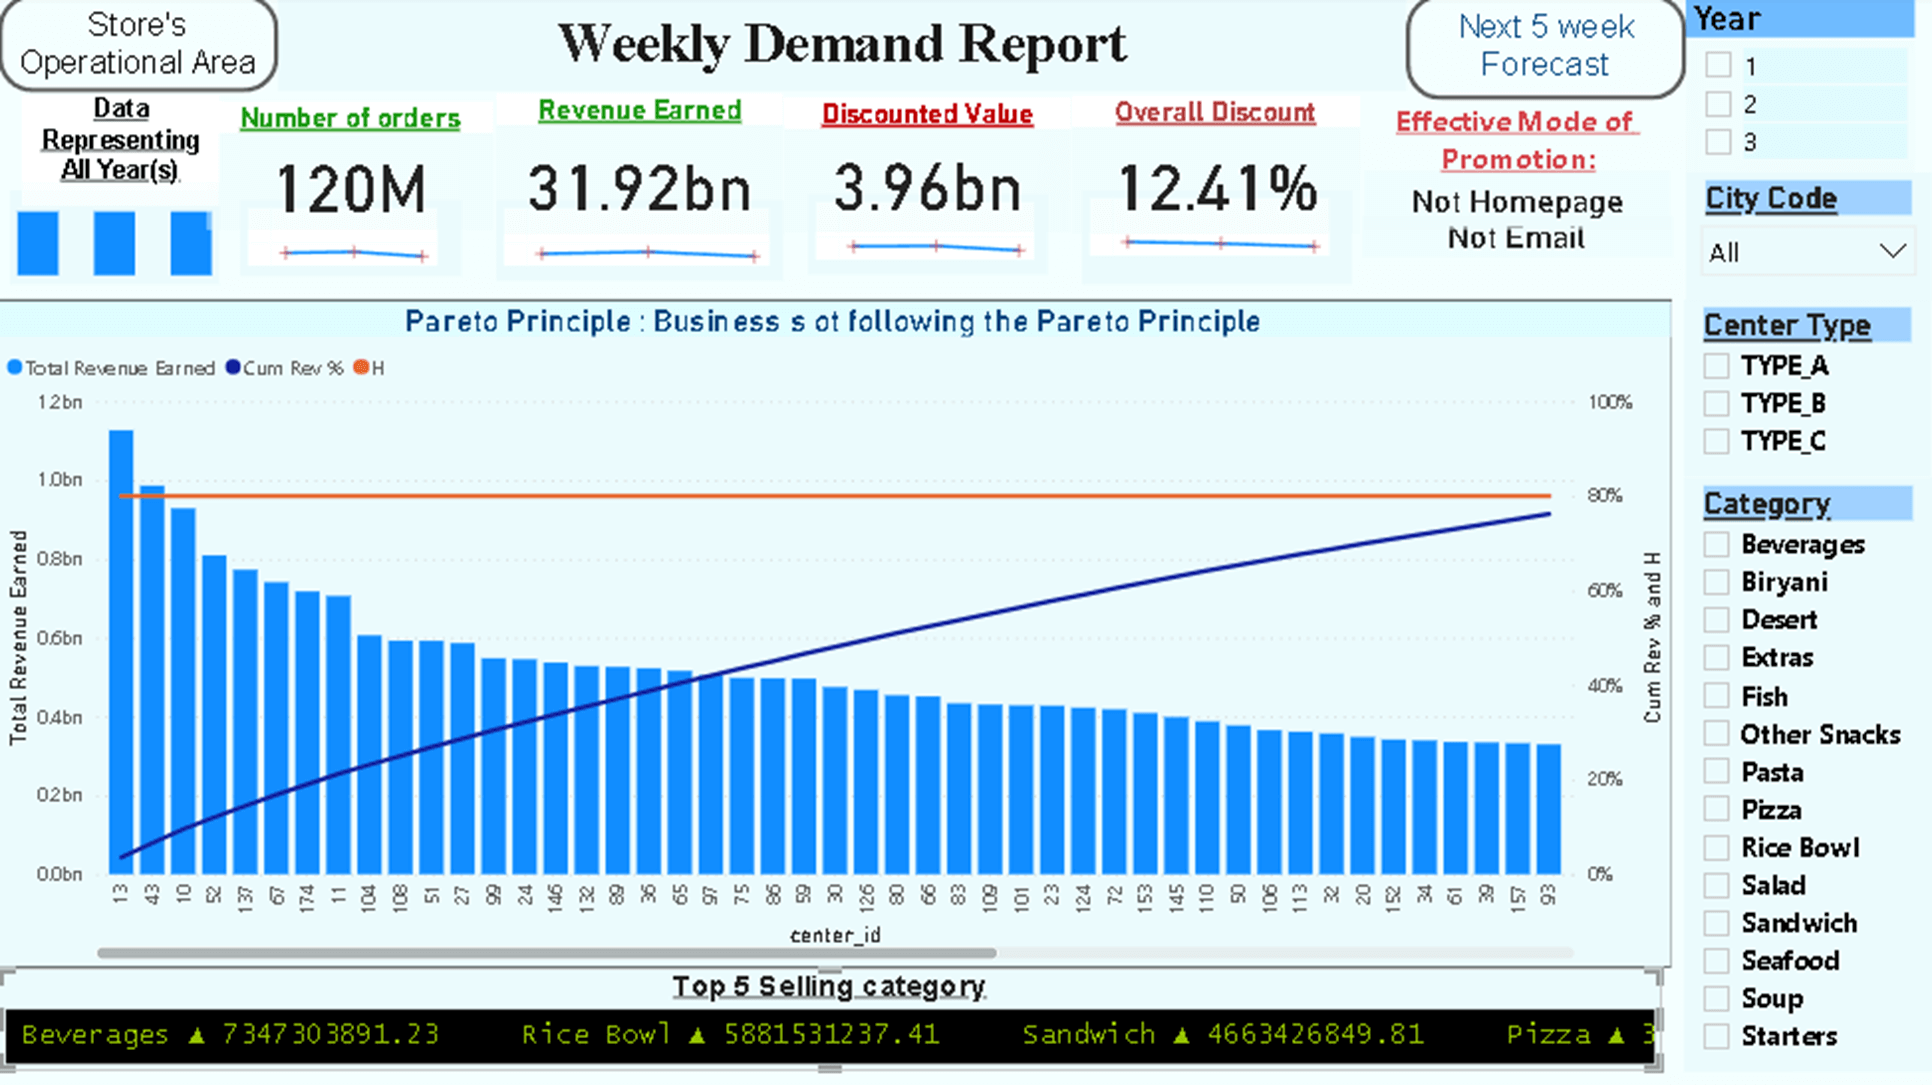 Store's
Operational Area
Weekly Demand Report
Next 5 week
Forecast
Data
Representing
All Year(s)
Number of orders
120M
Revenue Earned
31.92bn
Discounted Value
3.96bn
Overall Discount
12.41%
Effective Mode of
Promotion:
Not Homepage
Not Email
Year
1
2
3
City Code
All
Center Type
TYPE_A
TYPE_B
TYPE_C
Category
Beverages
Biryani
Desert
Extras
Fish
Other Snacks
Pasta
Pizza
Rice Bowl
Salad
Sandwich
Seafood
Soup
Starters
Pareto Principle : Business s ot following the Pareto Principle
Total Revenue Earned Cum Rev % H
Total Revenue Earned
1.2bn
1.0bn
0.8bn
0.6bn
0.4bn
0.2bn
0.0bn
100%
80%
60%
40%
20%
0%
Cum Rev % and H
13 43 10 52 137 67 174 11 104 108 51 27 99 24 146 132 89 36 65 97 75 86 59 30 126 80 66 83 109 101 23 124 72 153 145 110 50 106 113 32 20 152 34 61 39 157 93
center_id
Top 5 Selling category
Beverages ▲ 7347303891.23 Rice Bowl ▲ 5881531237.41 Sandwich ▲ 4663426849.81 Pizza ▲ 3